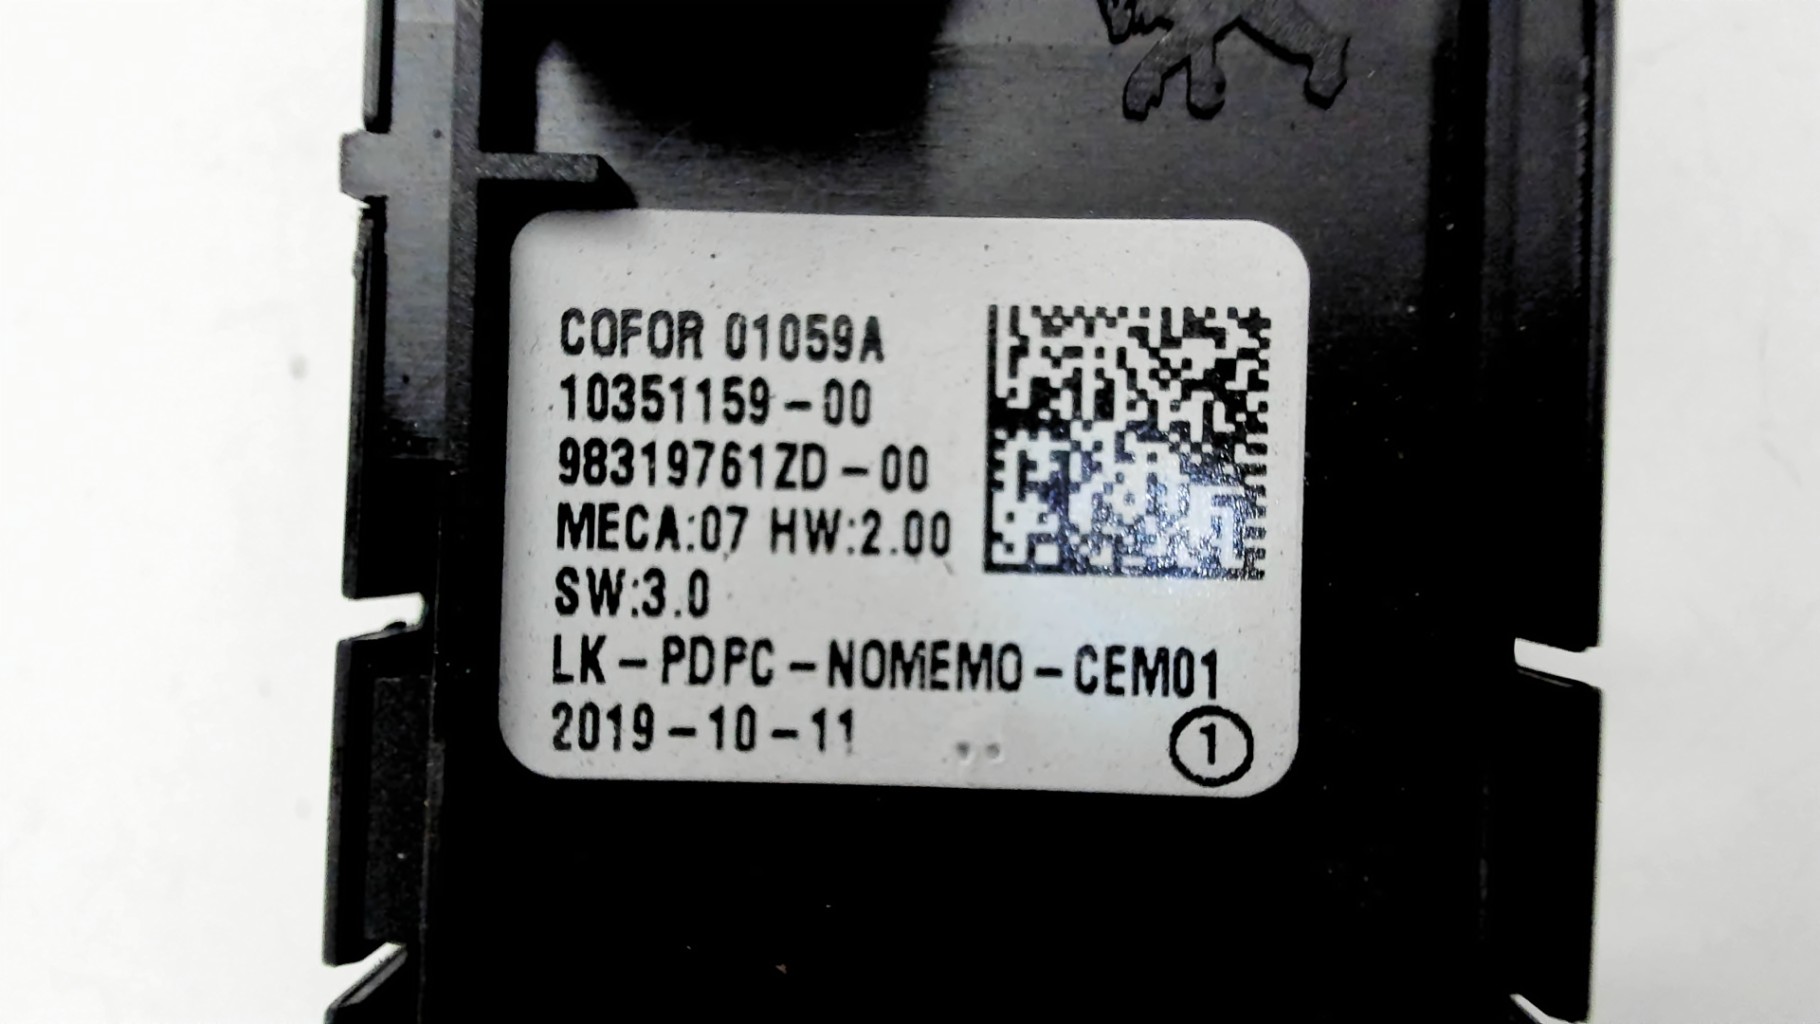 COFOR 01059A
10351159-00
98319761ZD-00
MECA:07 HW:2.00
SW:3.0
LK-PDPC-NOMEMO-CEM01
2019-10-11
1